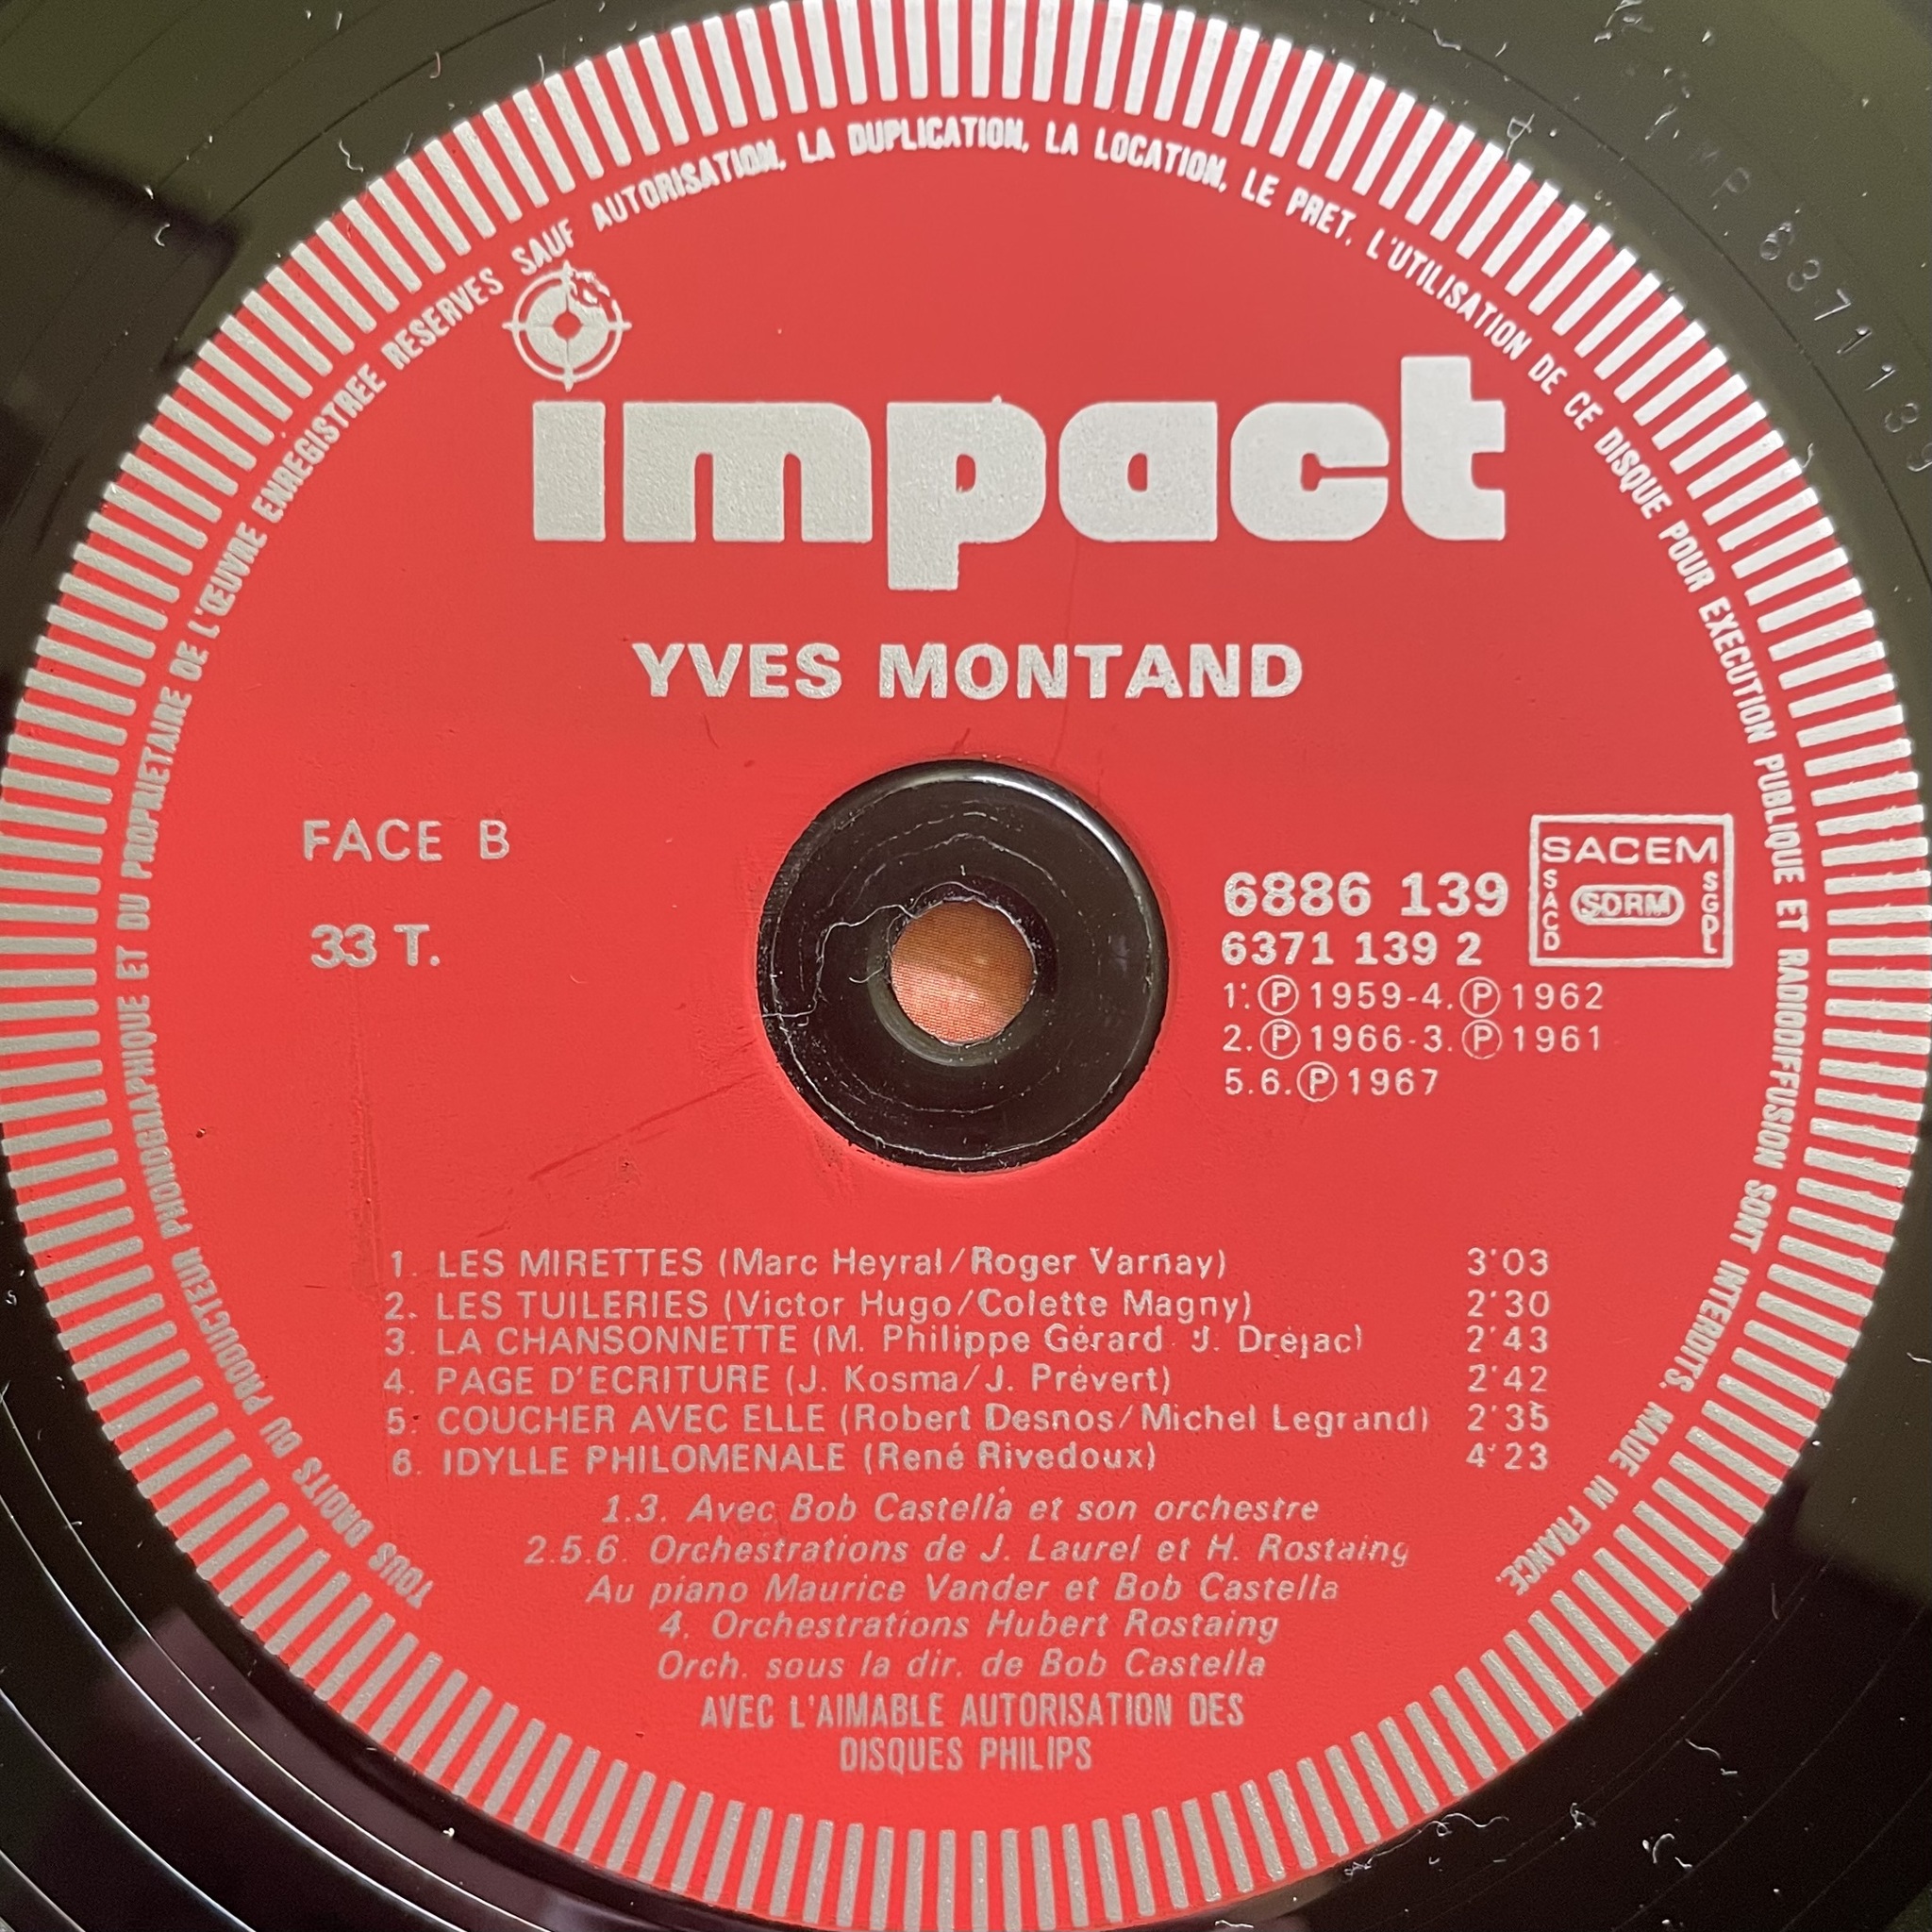 TOUS DROITS DU PRODUCTEUR PHONOGRAPHIQUE ET DU PROPRIETAIRE DE L'ŒUVRE ENREGISTREE RESERVES SAUF AUTORISATION, LA DUPLICATION, LA LOCATION, LE PRET, L'UTILISATION DE CE DISQUE POUR EXECUTION PUBLIQUE ET RADIODIFFUSION SONT INTERDITS. MADE IN FRANCE.
impact
YVES MONTAND
FACE B
33 T.
6886 139
6371 139 2
SACEM
SACD
SDRM
SGDL
1. Ⓟ 1959-4. Ⓟ 1962
2. Ⓟ 1966-3. Ⓟ 1961
5.6. Ⓟ 1967
1. LES MIRETTES (Marc Heyral/Roger Varnay) 3'03
2. LES TUILERIES (Victor Hugo/Colette Magny) 2'30
3. LA CHANSONNETTE (M. Philippe Gérard J. Dréjac) 2'43
4. PAGE D'ECRITURE (J. Kosma/J. Prévert) 2'42
5. COUCHER AVEC ELLE (Robert Desnos/Michel Legrand) 2'35
6. IDYLLE PHILOMENALE (René Rivedoux) 4'23
1.3. Avec Bob Castella et son orchestre
2.5.6. Orchestrations de J. Laurel et H. Rostaing
Au piano Maurice Vander et Bob Castella
4. Orchestrations Hubert Rostaing
Orch. sous la dir. de Bob Castella
AVEC L'AIMABLE AUTORISATION DES
DISQUES PHILIPS